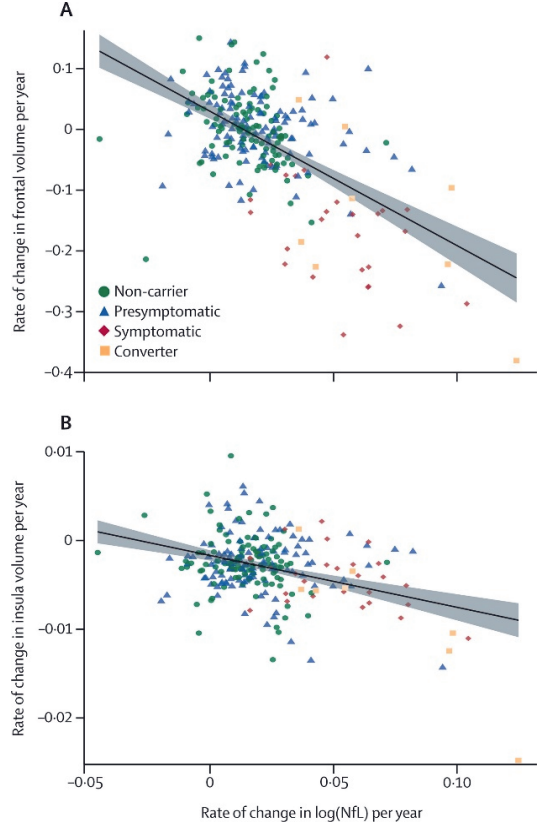 A
0·1
0
−0·1
−0·2
−0·3
−0·4
Rate of change in frontal volume per year
Non-carrier
Presymptomatic
Symptomatic
Converter
B
0·01
0
−0·01
−0·02
Rate of change in insula volume per year
−0.05
0
0·05
0·10
Rate of change in log(NfL) per year